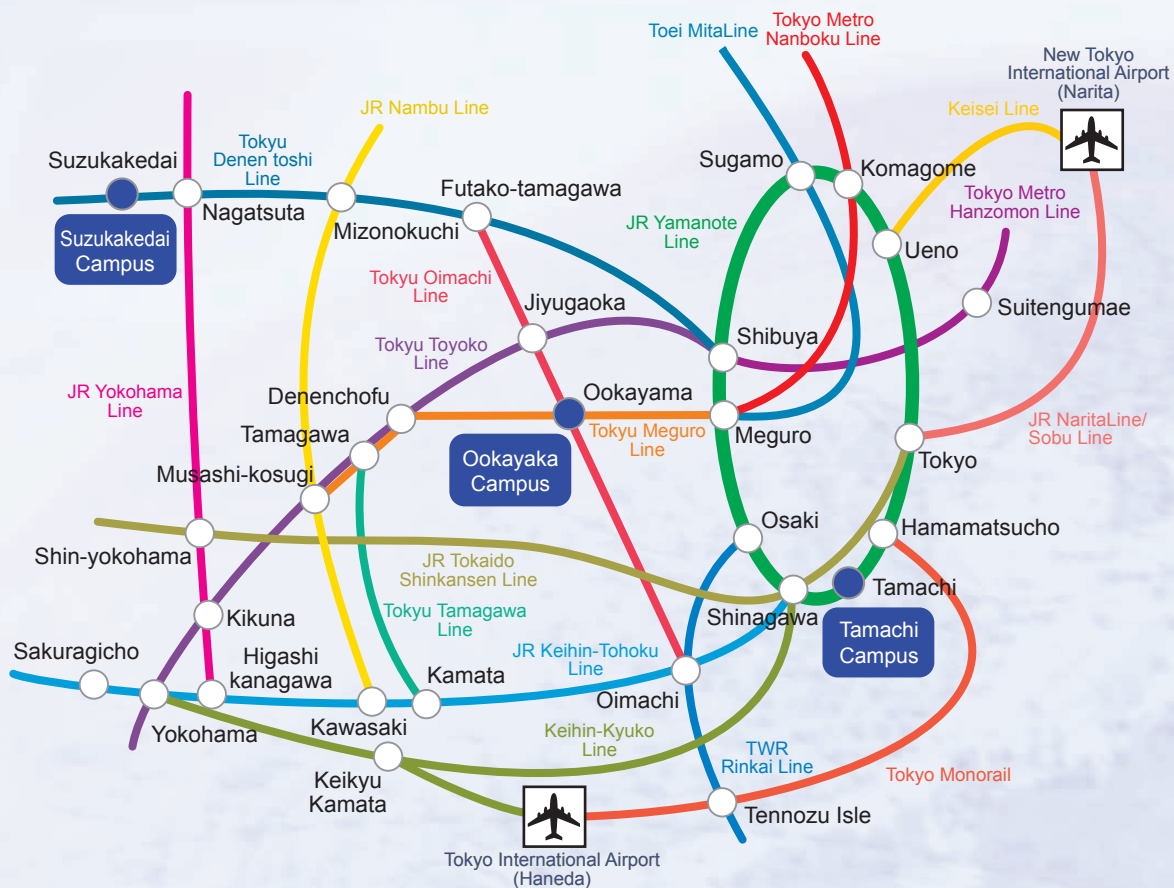 Toei MitaLine
Tokyo Metro
Nanboku Line
New Tokyo
International Airport
(Narita)
JR Nambu Line
Keisei Line
Tokyu
Denen toshi
Line
Suzukakedai
Sugamo
Komagome
Futako-tamagawa
Tokyo Metro
Hanzomon Line
Nagatsuta
Mizonokuchi
JR Yamanote
Line
Ueno
Suzukakedai
Campus
Tokyu Oimachi
Line
Jiyugaoka
Suitengumae
Tokyu Toyoko
Line
Shibuya
JR Yokohama
Line
Denenchofu
Ookayama
Tokyu Meguro
Line
Meguro
JR NaritaLine/
Sobu Line
Tamagawa
Tokyo
Ookayaka
Campus
Musashi-kosugi
Osaki
Hamamatsucho
Shin-yokohama
JR Tokaido
Shinkansen Line
Tamachi
Tokyu Tamagawa
Line
Shinagawa
Kikuna
Tamachi
Campus
Sakuragicho
Higashi
kanagawa
JR Keihin-Tohoku
Line
Kamata
Oimachi
Yokohama
Kawasaki
Keihin-Kyuko
Line
TWR
Rinkai Line
Tokyo Monorail
Keikyu
Kamata
Tennozu Isle
Tokyo International Airport
(Haneda)